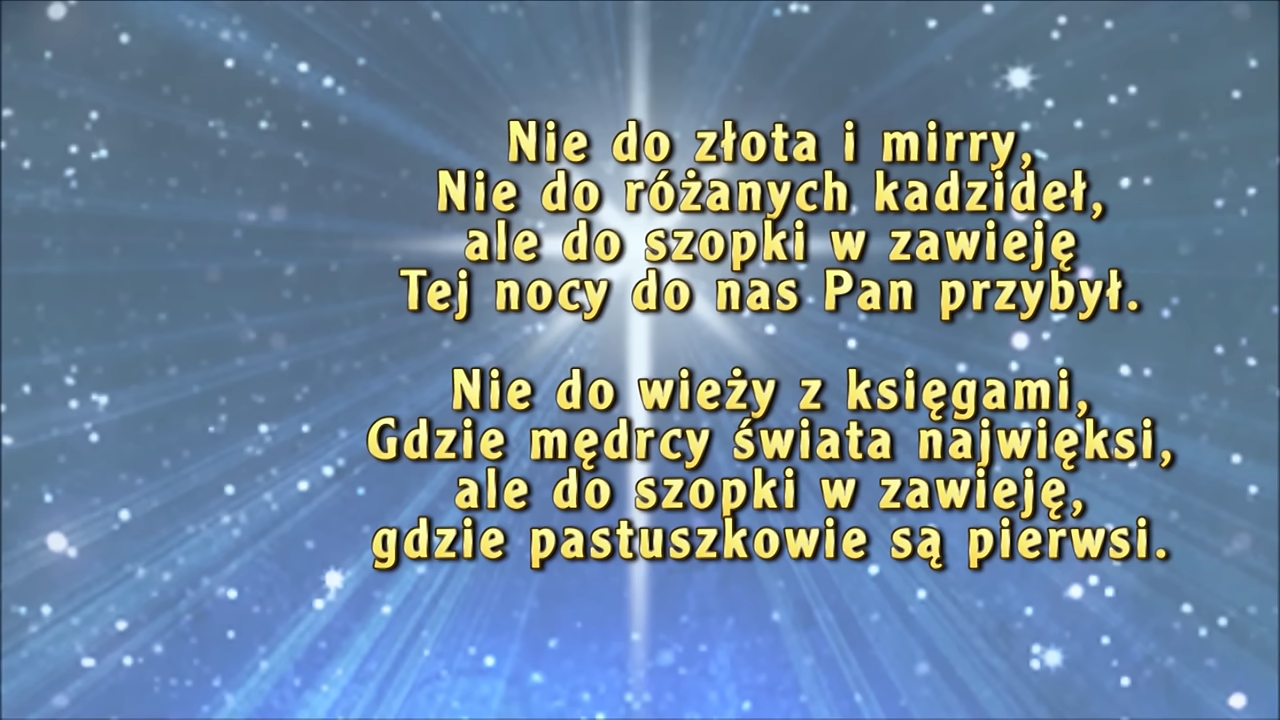 Nie do złota i mirry,
Nie do różanych kadzideł,
ale do szopki w zawieję
Tej nocy do nas Pan przybył.
Nie do wieży z księgami,
Gdzie mędrcy świata najwięksi,
ale do szopki w zawieję,
gdzie pastuszkowie są pierwsi.